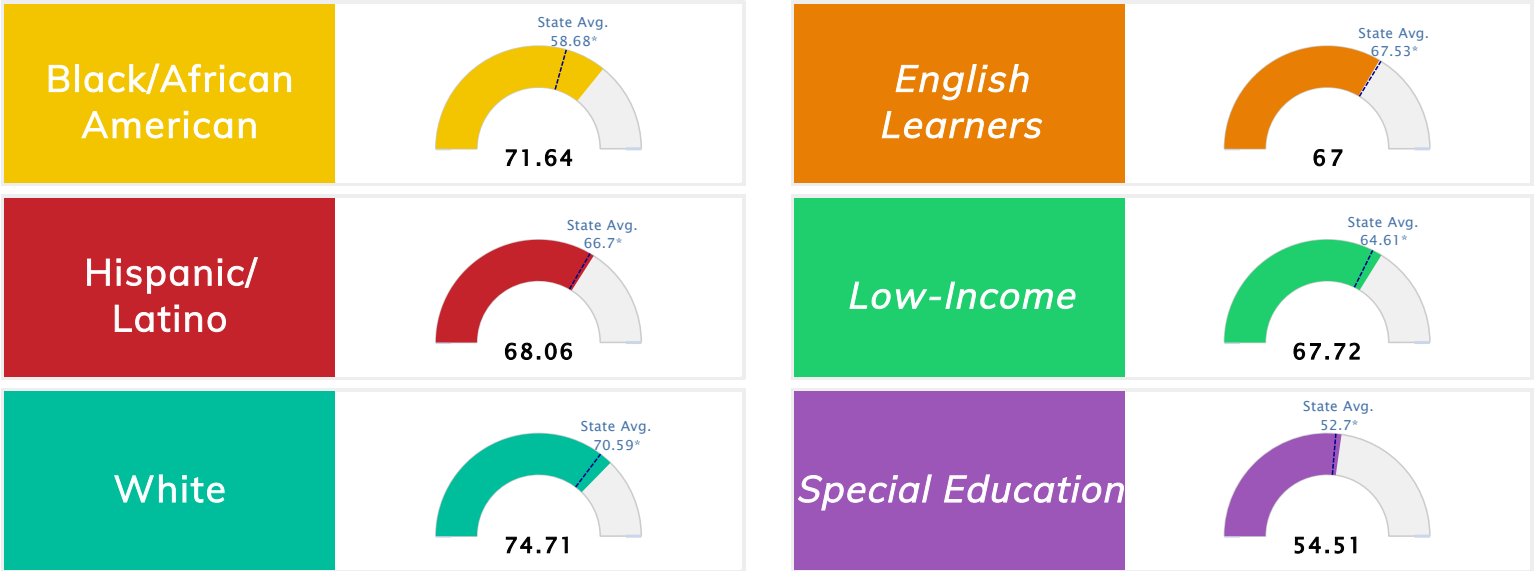 Black/African
American
State Avg.
58.68*
71.64
English
Learners
State Avg.
67.53*
67
Hispanic/
Latino
State Avg.
66.7*
68.06
Low-Income
State Avg.
64.61*
67.72
White
State Avg.
70.59*
74.71
Special Education
State Avg.
52.7*
54.51